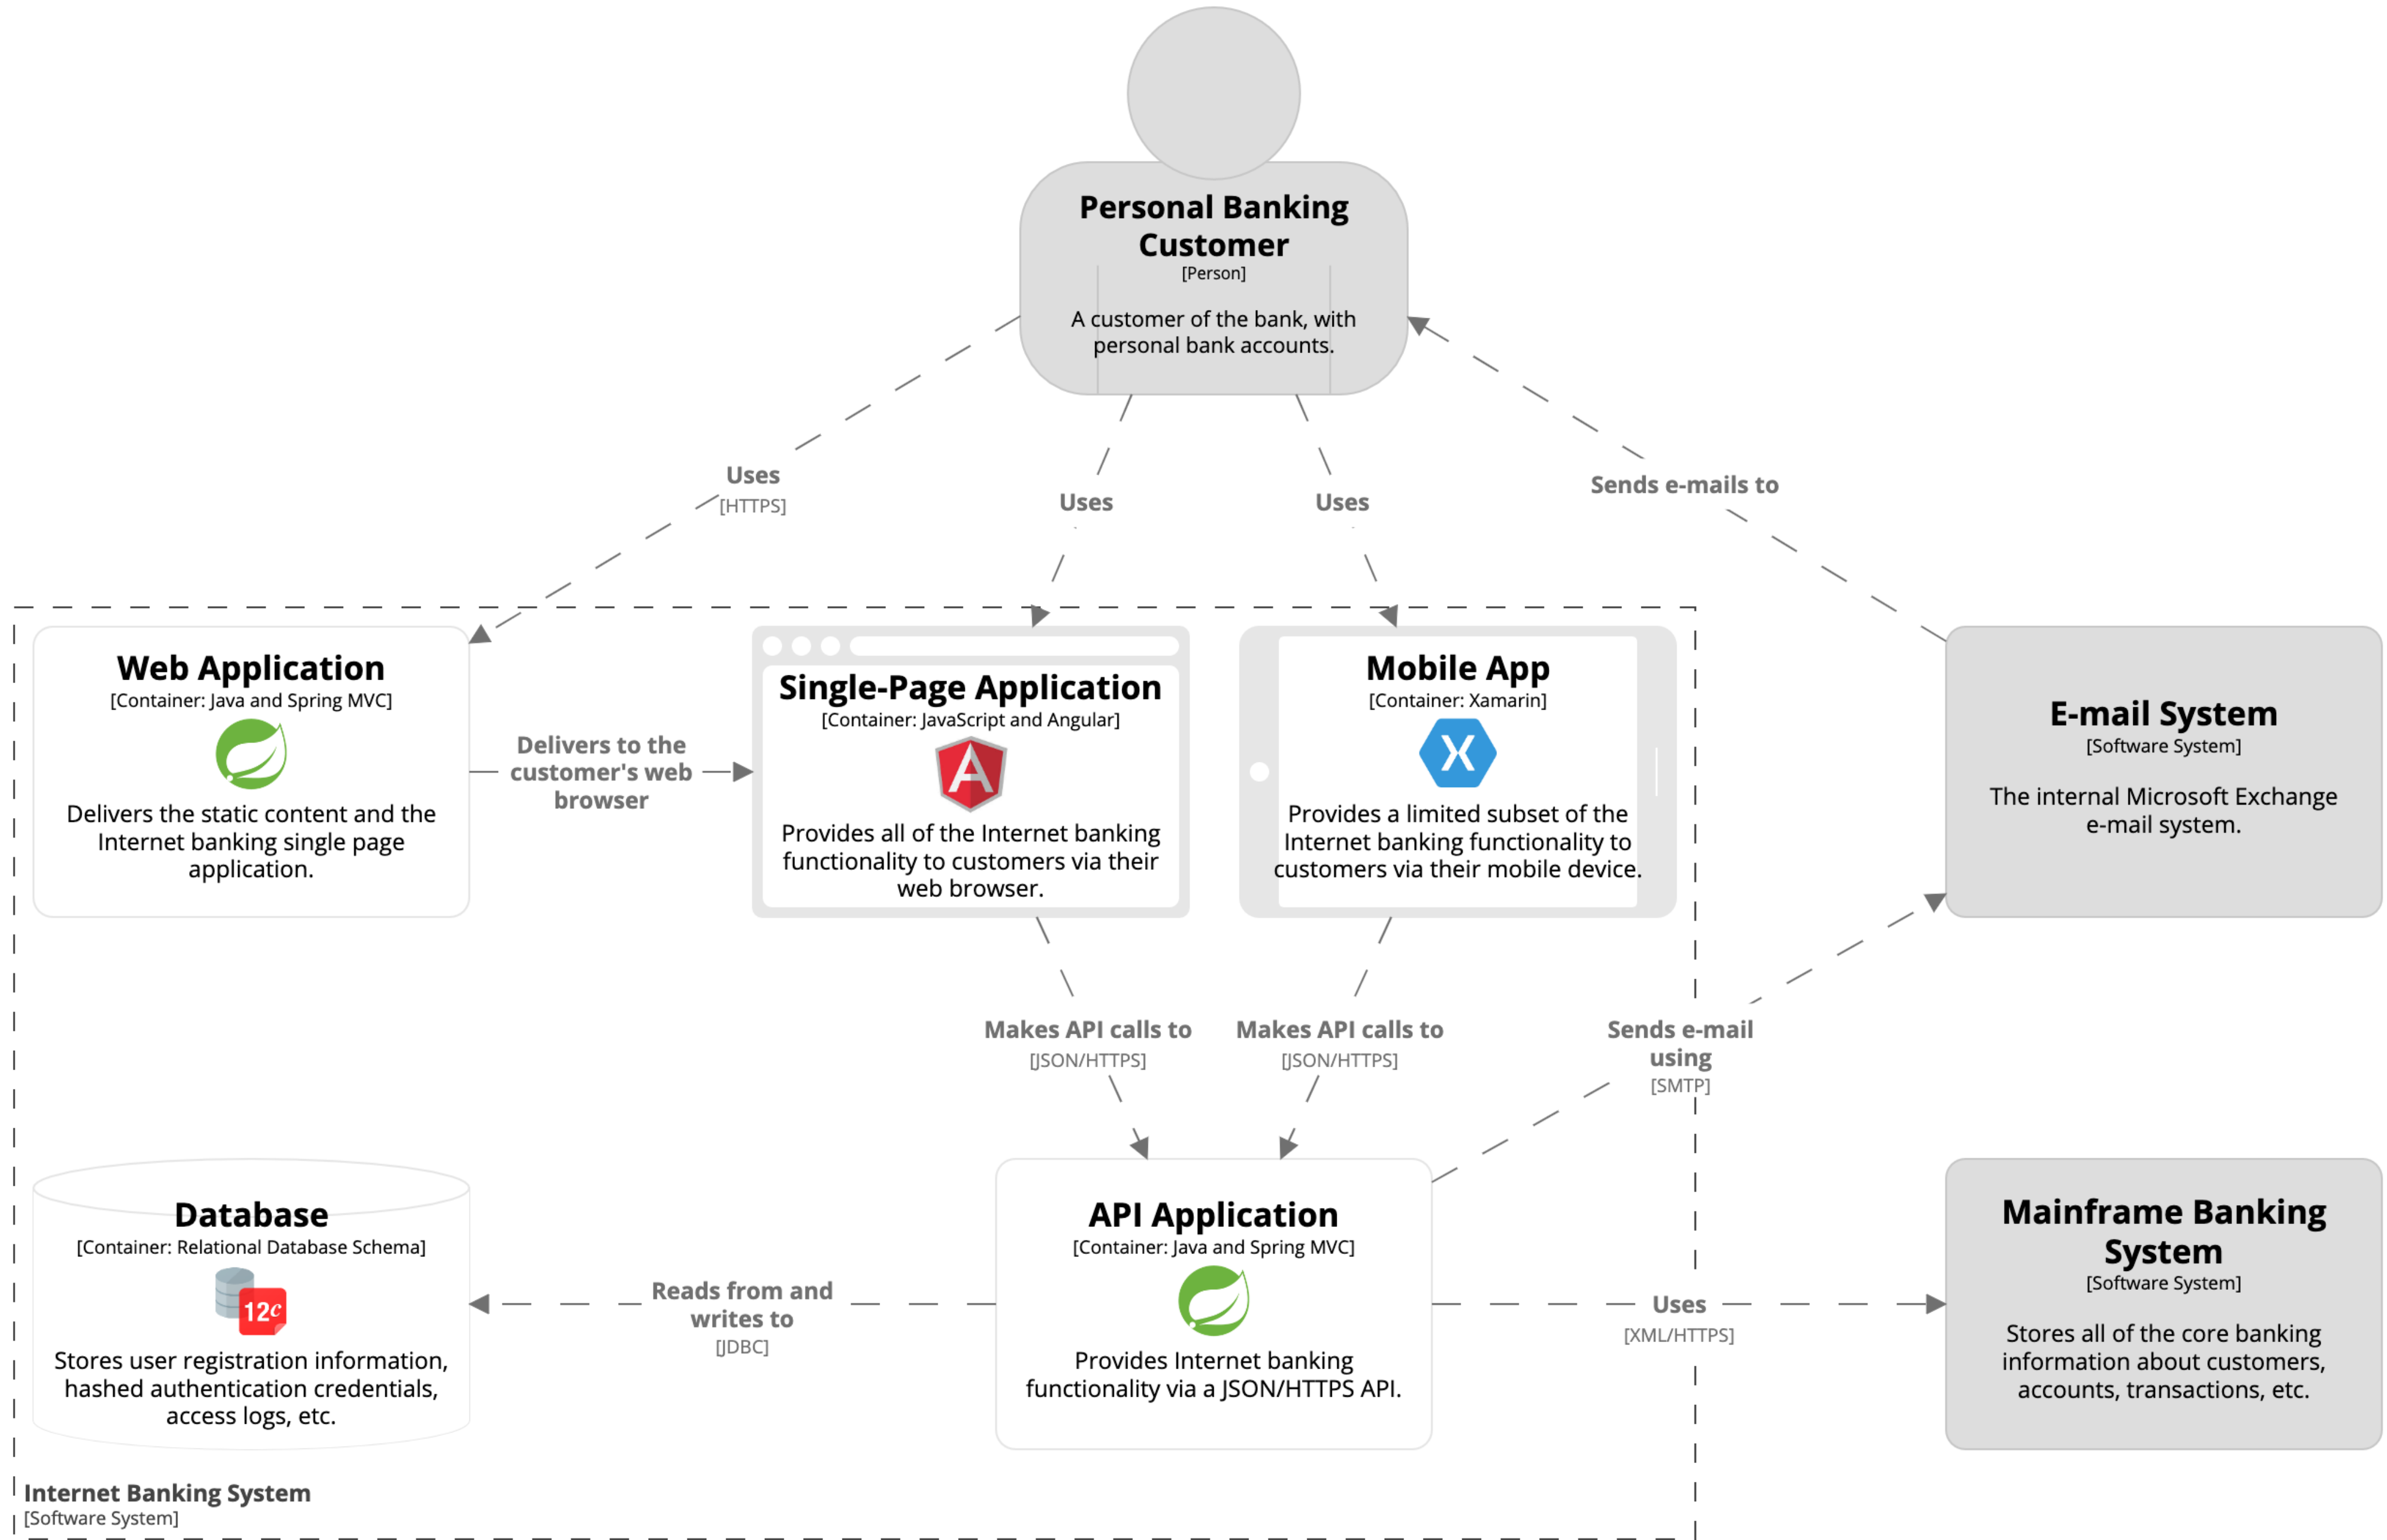 Personal Banking
Customer
[Person]
A customer of the bank, with
personal bank accounts.
Uses
[HTTPS]
Uses
Uses
Sends e-mails to
Web Application
[Container: Java and Spring MVC]
Delivers the static content and the
Internet banking single page
application.
Delivers to the
customer's web
browser
Single-Page Application
[Container: JavaScript and Angular]
Provides all of the Internet banking
functionality to customers via their
web browser.
Mobile App
[Container: Xamarin]
Provides a limited subset of the
Internet banking functionality to
customers via their mobile device.
E-mail System
[Software System]
The internal Microsoft Exchange
e-mail system.
Makes API calls to
[JSON/HTTPS]
Makes API calls to
[JSON/HTTPS]
Sends e-mail
using
[SMTP]
Database
[Container: Relational Database Schema]
12c
Stores user registration information,
hashed authentication credentials,
access logs, etc.
Reads from and
writes to
[JDBC]
API Application
[Container: Java and Spring MVC]
Provides Internet banking
functionality via a JSON/HTTPS API.
Uses
[XML/HTTPS]
Mainframe Banking
System
[Software System]
Stores all of the core banking
information about customers,
accounts, transactions, etc.
Internet Banking System
[Software System]